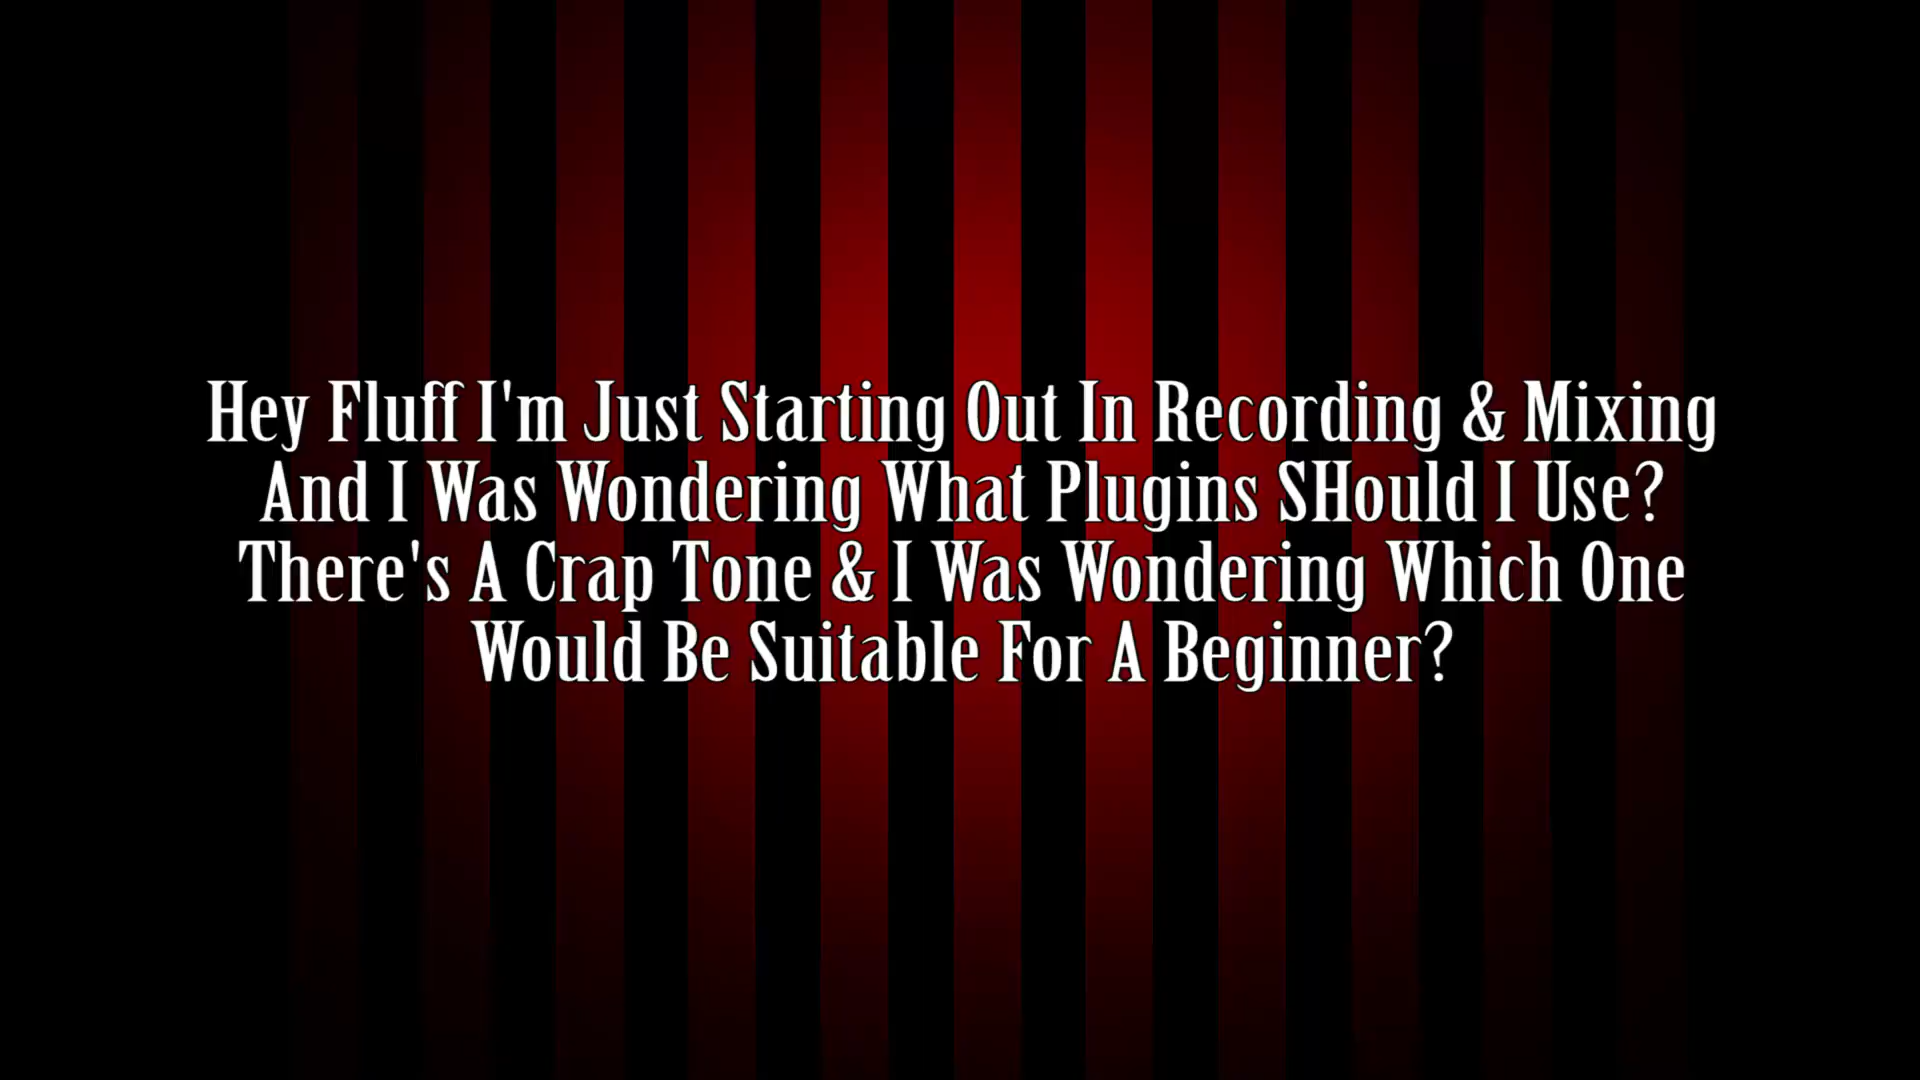 Hey Fluff I'm Just Starting Out In Recording & Mixing
And I Was Wondering What Plugins SHould I Use?
There's A Crap Tone & I Was Wondering Which One
Would Be Suitable For A Beginner?